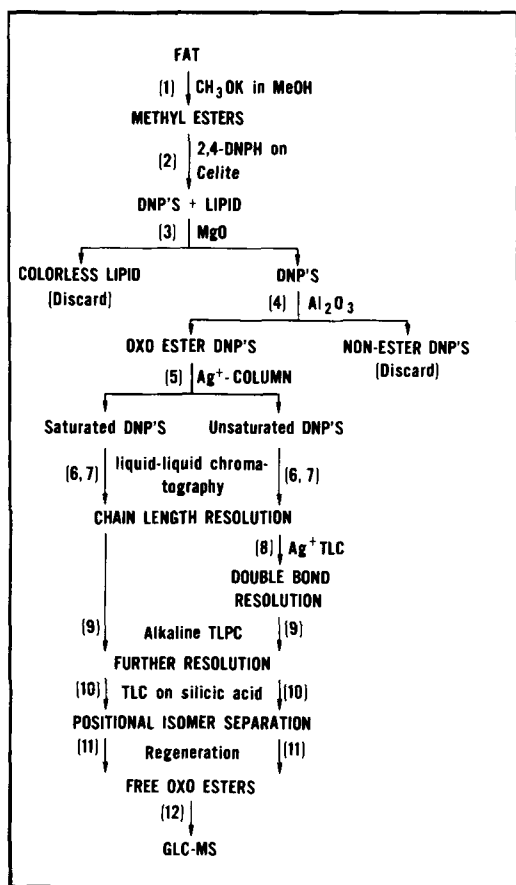 FAT
(1) CH₃OK in MeOH
METHYL ESTERS
(2) 2,4-DNPH on
Celite
DNP'S + LIPID
(3) MgO
COLORLESS LIPID DNP'S
(Discard)
(4) Al₂O₃
OXO ESTER DNP'S NON-ESTER DNP'S
(Discard)
(5) Ag⁺-COLUMN
Saturated DNP'S Unsaturated DNP'S
(6, 7) liquid-liquid chroma- (6, 7)
tography
CHAIN LENGTH RESOLUTION
(8) Ag⁺ TLC
DOUBLE BOND
RESOLUTION
(9) Alkaline TLPC (9)
FURTHER RESOLUTION
(10) TLC on silicic acid (10)
POSITIONAL ISOMER SEPARATION
(11) Regeneration (11)
FREE OXO ESTERS
(12)
GLC-MS